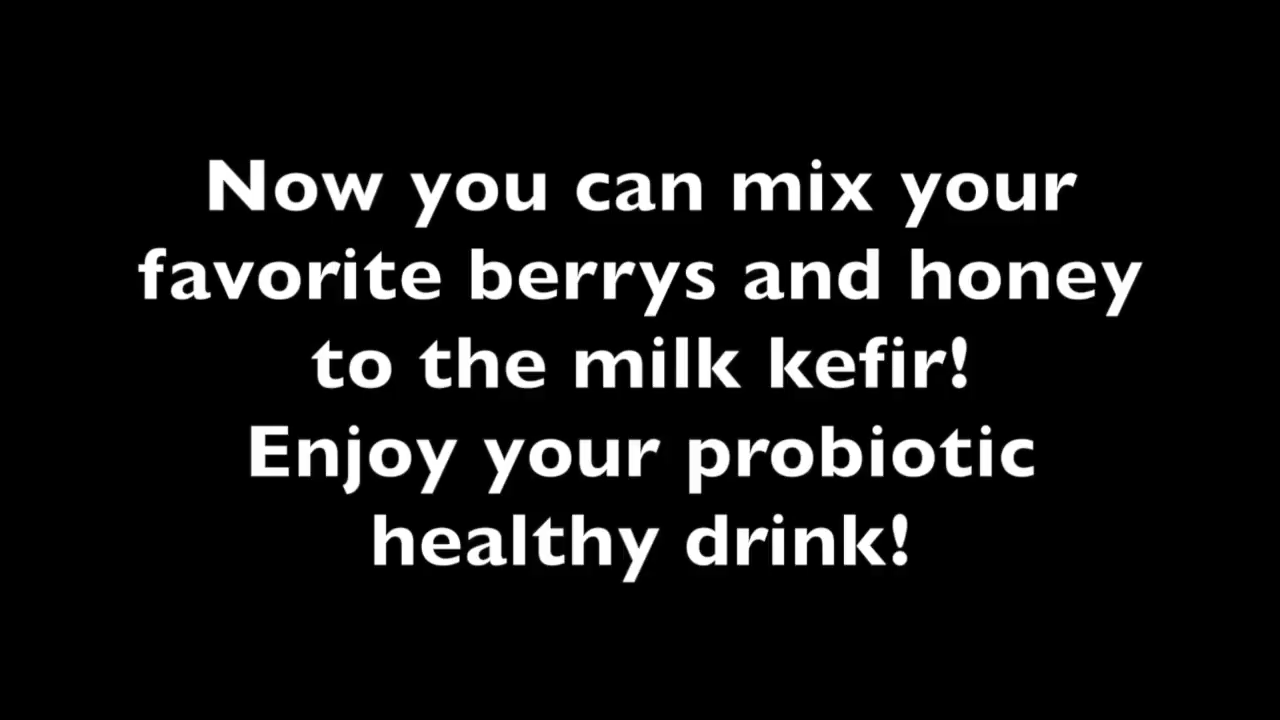 Now you can mix your
favorite berrys and honey
to the milk kefir!
Enjoy your probiotic
healthy drink!